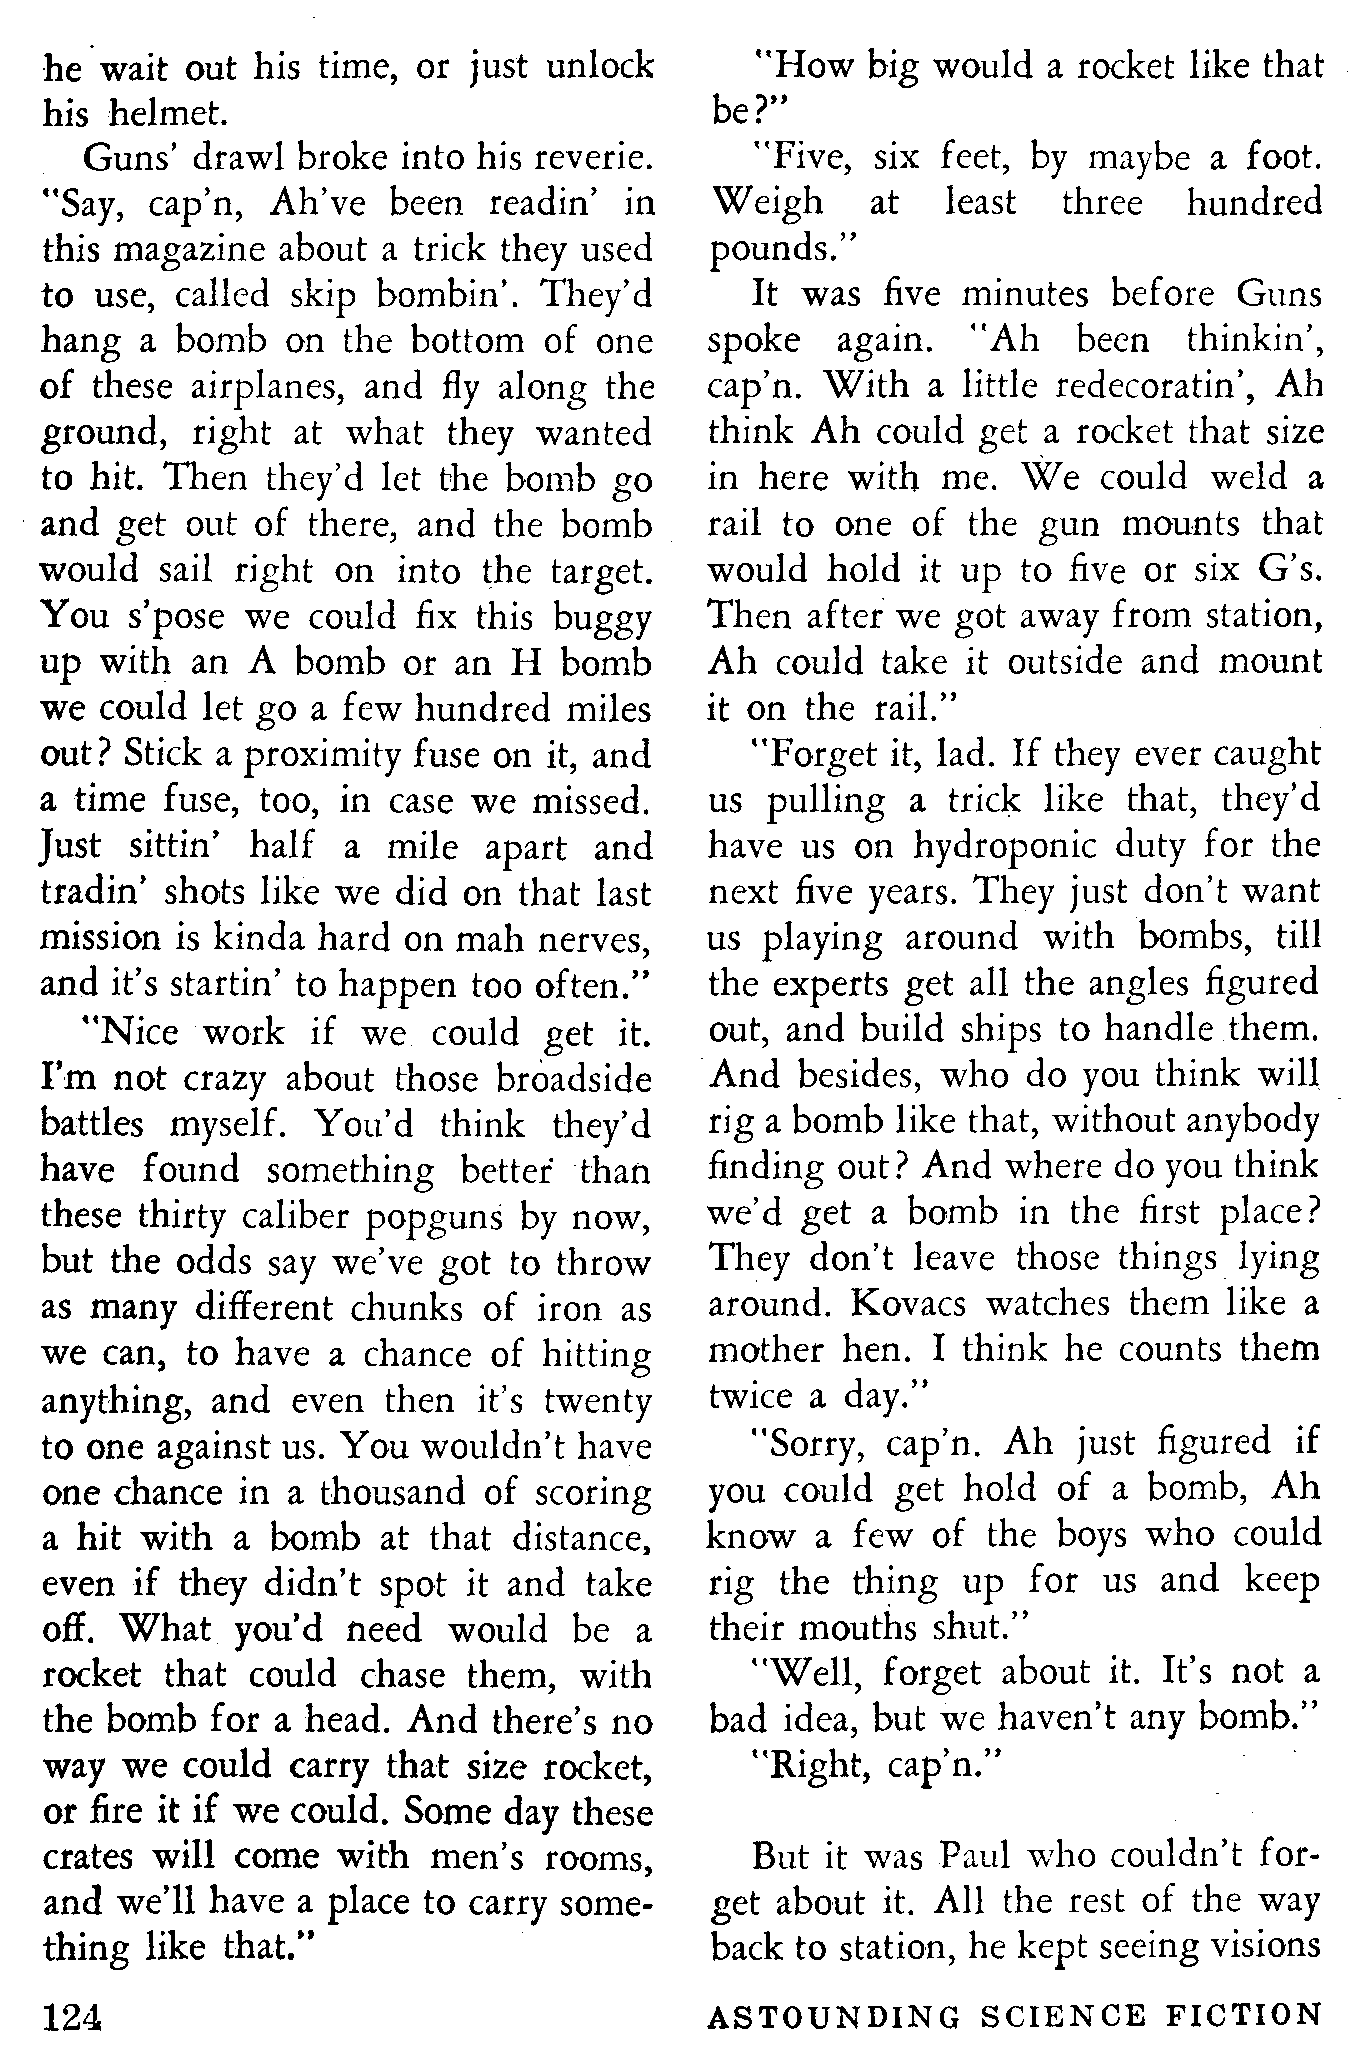 he wait out his time, or just unlock
his helmet.
Guns' drawl broke into his reverie.
"Say, cap'n, Ah've been readin' in
this magazine about a trick they used
to use, called skip bombin'. They'd
hang a bomb on the bottom of one
of these airplanes, and fly along the
ground, right at what they wanted
to hit. Then they'd let the bomb go
and get out of there, and the bomb
would sail right on into the target.
You s'pose we could fix this buggy
up with an A bomb or an H bomb
we could let go a few hundred miles
out? Stick a proximity fuse on it, and
a time fuse, too, in case we missed.
Just sittin' half a mile apart and
tradin' shots like we did on that last
mission is kinda hard on mah nerves,
and it's startin' to happen too often."
"Nice work if we could get it.
I'm not crazy about those broadside
battles myself. You'd think they'd
have found something better than
these thirty caliber popguns by now,
but the odds say we've got to throw
as many different chunks of iron as
we can, to have a chance of hitting
anything, and even then it's twenty
to one against us. You wouldn't have
one chance in a thousand of scoring
a hit with a bomb at that distance,
even if they didn't spot it and take
off. What you'd need would be a
rocket that could chase them, with
the bomb for a head. And there's no
way we could carry that size rocket,
or fire it if we could. Some day these
crates will come with men's rooms,
and we'll have a place to carry some-
thing like that."
"How big would a rocket like that
be?"
"Five, six feet, by maybe a foot.
Weigh at least three hundred
pounds."
It was five minutes before Guns
spoke again. "Ah been thinkin',
cap'n. With a little redecoratin', Ah
think Ah could get a rocket that size
in here with me. We could weld a
rail to one of the gun mounts that
would hold it up to five or six G's.
Then after we got away from station,
Ah could take it outside and mount
it on the rail."
"Forget it, lad. If they ever caught
us pulling a trick like that, they'd
have us on hydroponic duty for the
next five years. They just don't want
us playing around with bombs, till
the experts get all the angles figured
out, and build ships to handle them.
And besides, who do you think will
rig a bomb like that, without anybody
finding out? And where do you think
we'd get a bomb in the first place?
They don't leave those things lying
around. Kovacs watches them like a
mother hen. I think he counts them
twice a day."
"Sorry, cap'n. Ah just figured if
you could get hold of a bomb, Ah
know a few of the boys who could
rig the thing up for us and keep
their mouths shut."
"Well, forget about it. It's not a
bad idea, but we haven't any bomb."
"Right, cap'n."
But it was Paul who couldn't for-
get about it. All the rest of the way
back to station, he kept seeing visions
124
ASTOUNDING SCIENCE FICTION